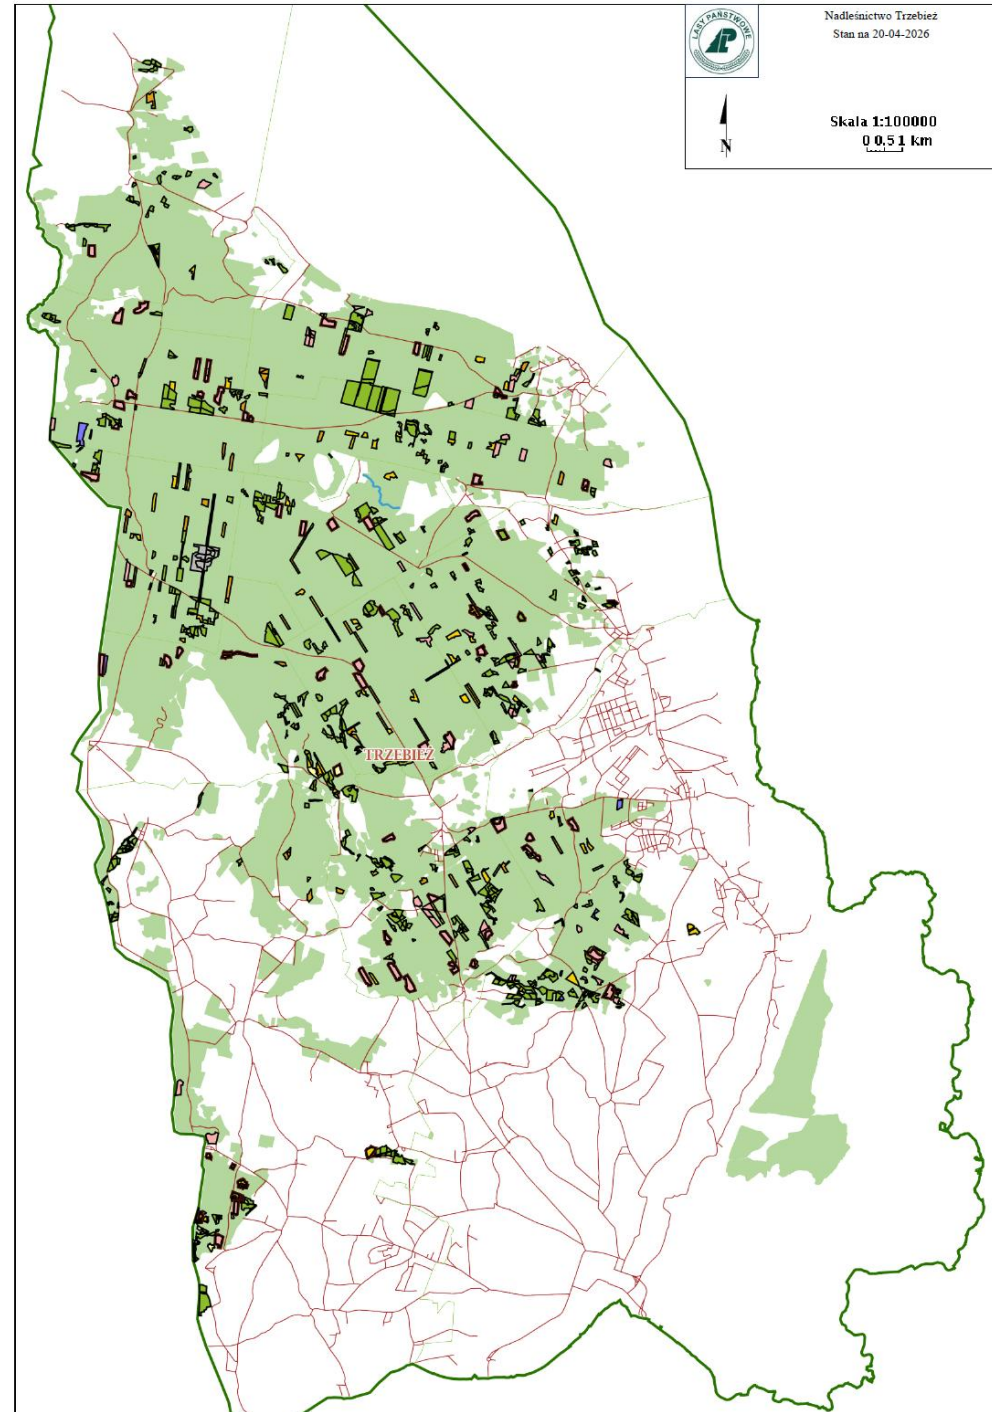 LASY PAŃSTWOWE
Nadleśnictwo Trzebież
Stan na 20-04-2026
N
Skala 1:100000
0 0.5 1 km
TRZEBIEŻ